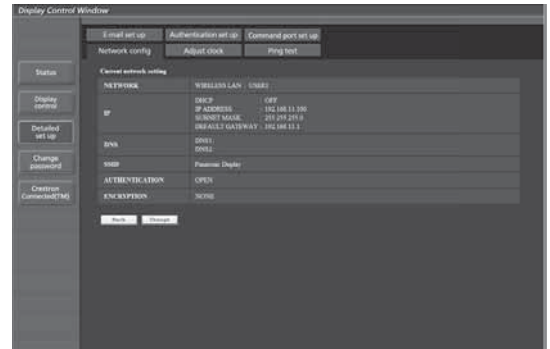 Display Control Window
E-mail set up
Authentication set up
Command port set up
Network config
Adjust clock
Ping test
Status
Display control
Detailed set up
Change password
Crestron Connected(TM)
Current network setting
NETWORK WIRELESS LAN : USER1
IP
DHCP : OFF
IP ADDRESS : 192.168.11.100
SUBNET MASK : 255.255.255.0
DEFAULT GATEWAY : 192.168.11.1
DNS
DNS1:
DNS2:
SSID Panasonic Display
AUTHENTICATION OPEN
ENCRYPTION NONE
Back
Change